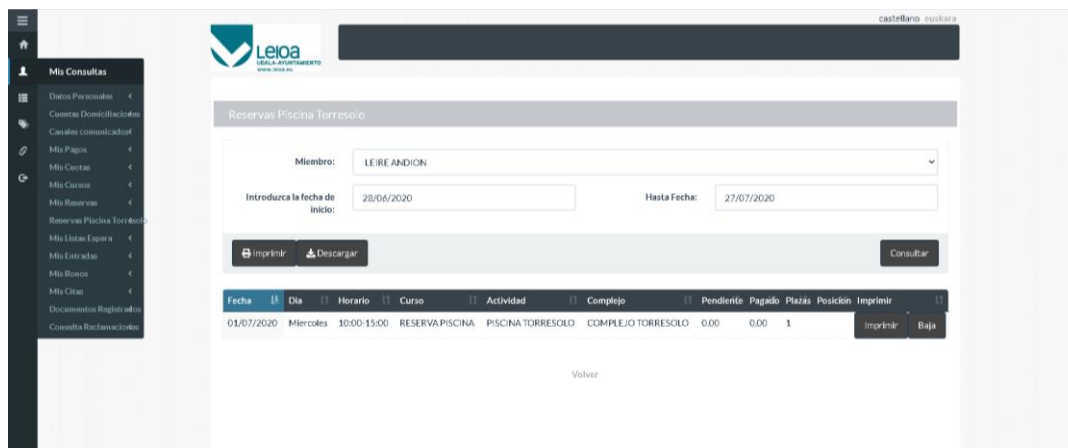 castellano euskara
Leioa
UDALA-AYUNTAMIENTO
www.leioa.eu
Mis Consultas
Datos Personales
Cuentas Domiciliaciones
Canales comunicados
Mis Pagos
Mis Cuotas
Mis Cursos
Mis Reservas
Reservas Piscina Torresolo
Mis Listas Espera
Mis Entradas
Mis Bonos
Mis Citas
Documentos Registrados
Consulta Reclamaciones
Reservas Piscina Torresolo
Miembro: LEIRE ANDION
Introduzca la fecha de inicio: 28/06/2020 Hasta Fecha: 27/07/2020
Imprimir Descargar Consultar
Fecha Dia Horario Curso Actividad Complejo Pendiente Pagado Plazas Posición Imprimir
01/07/2020 Miercoles 10:00-15:00 RESERVA PISCINA PISCINA TORRESOLO COMPLEJO TORRESOLO 0.00 0.00 1 Imprimir Baja
Volver